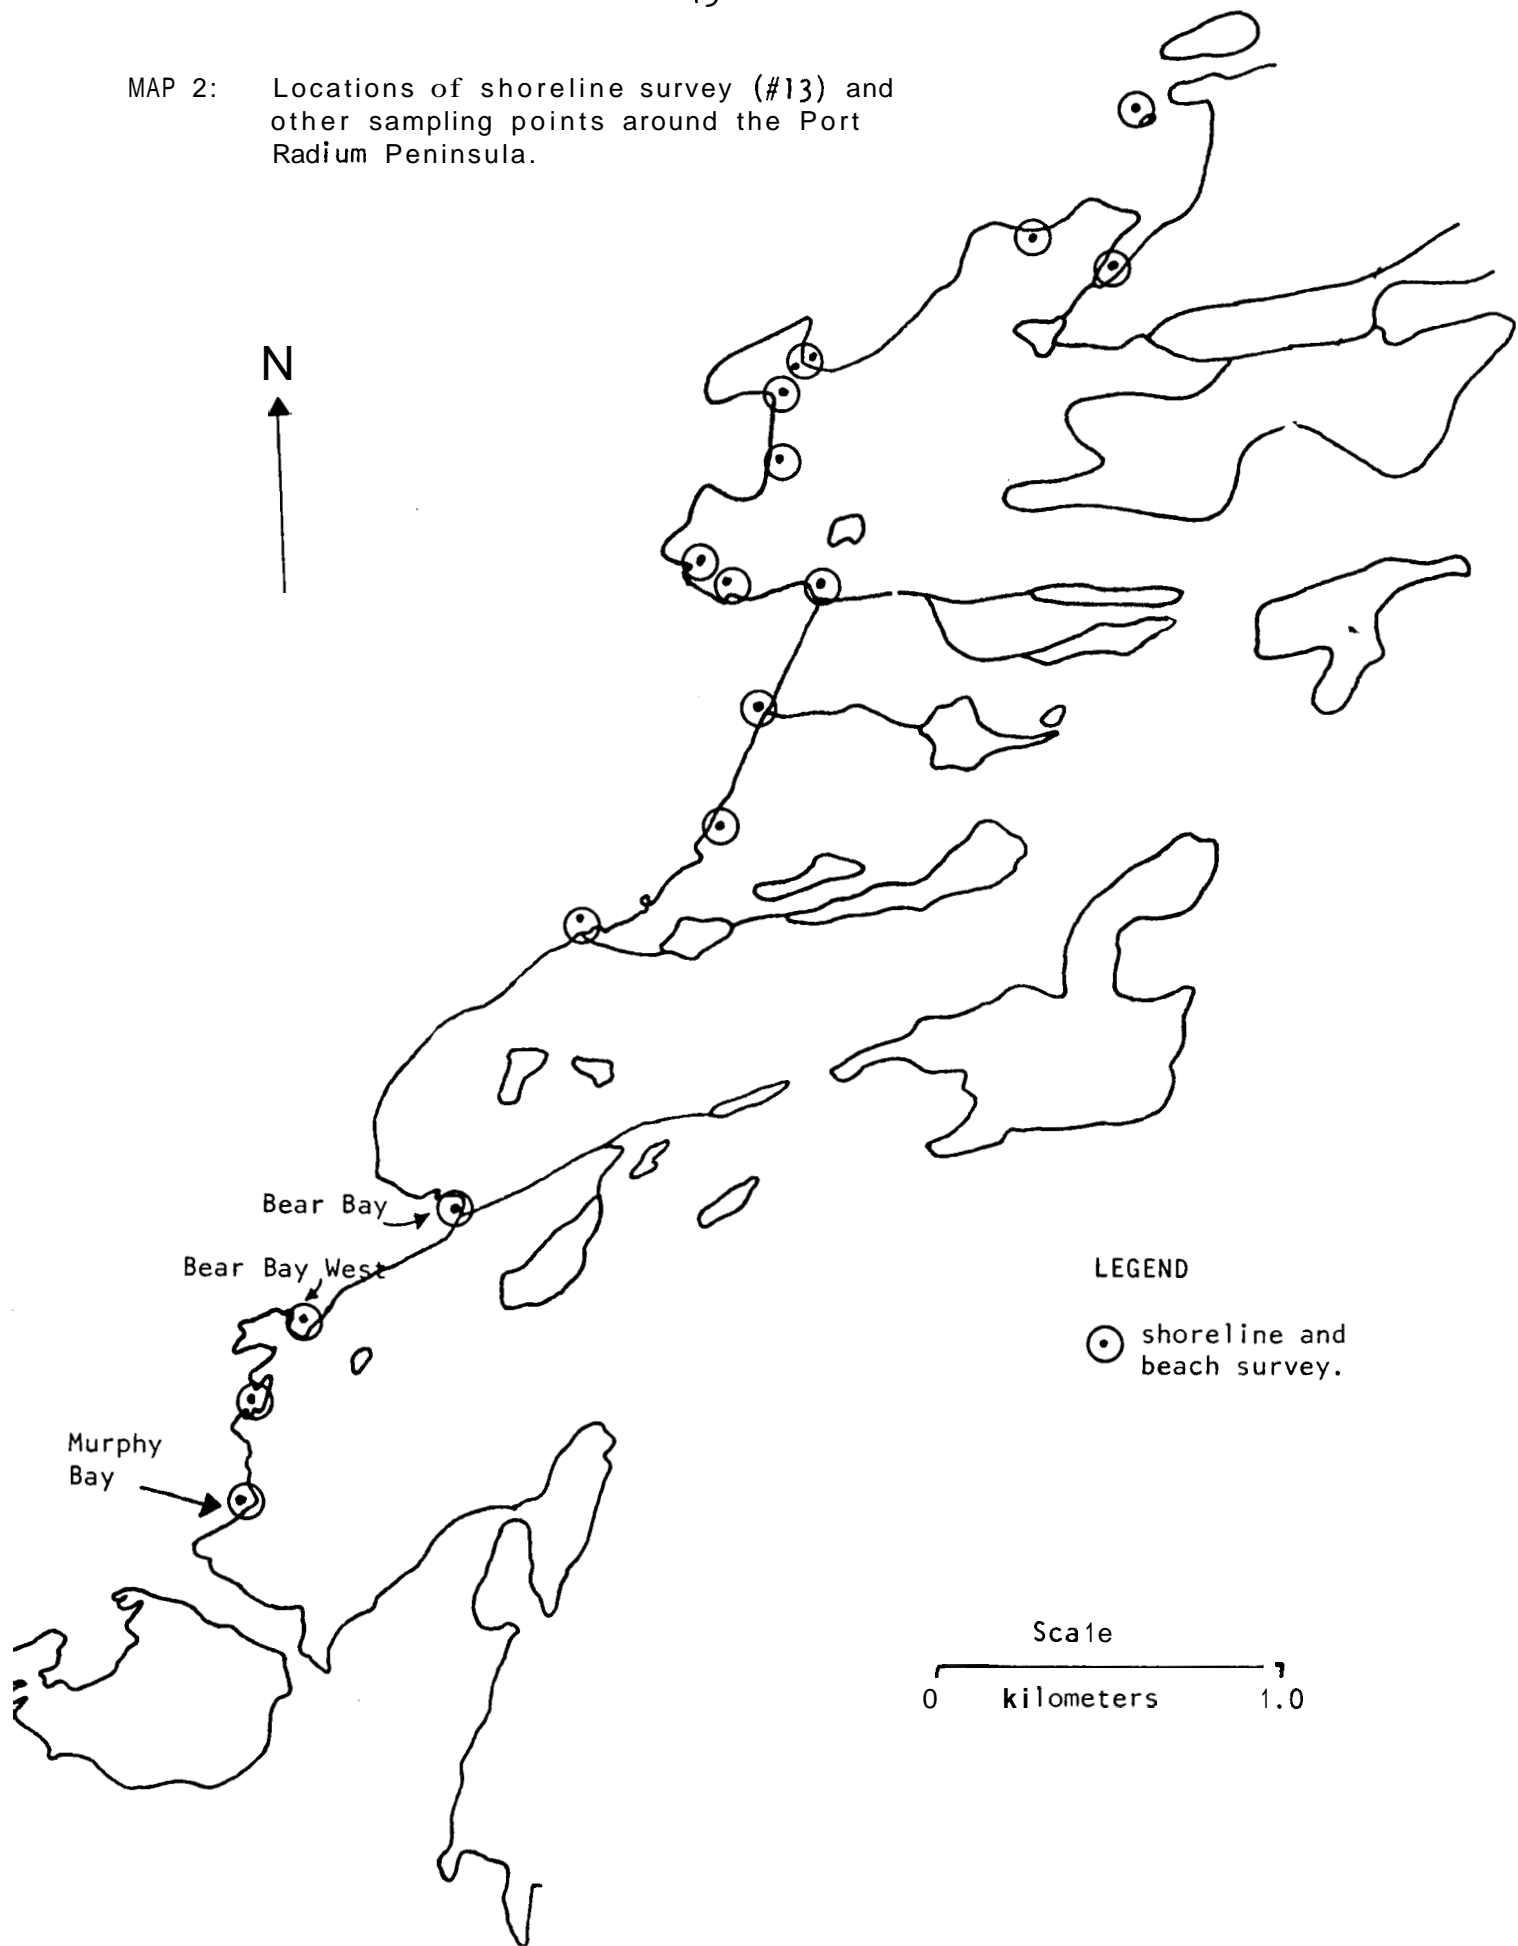 MAP 2: Locations of shoreline survey (#13) and
other sampling points around the Port
Radium Peninsula.
N
Bear Bay
Bear Bay West
LEGEND
shoreline and
beach survey.
Murphy
Bay
Scale
0 kilometers 1.0